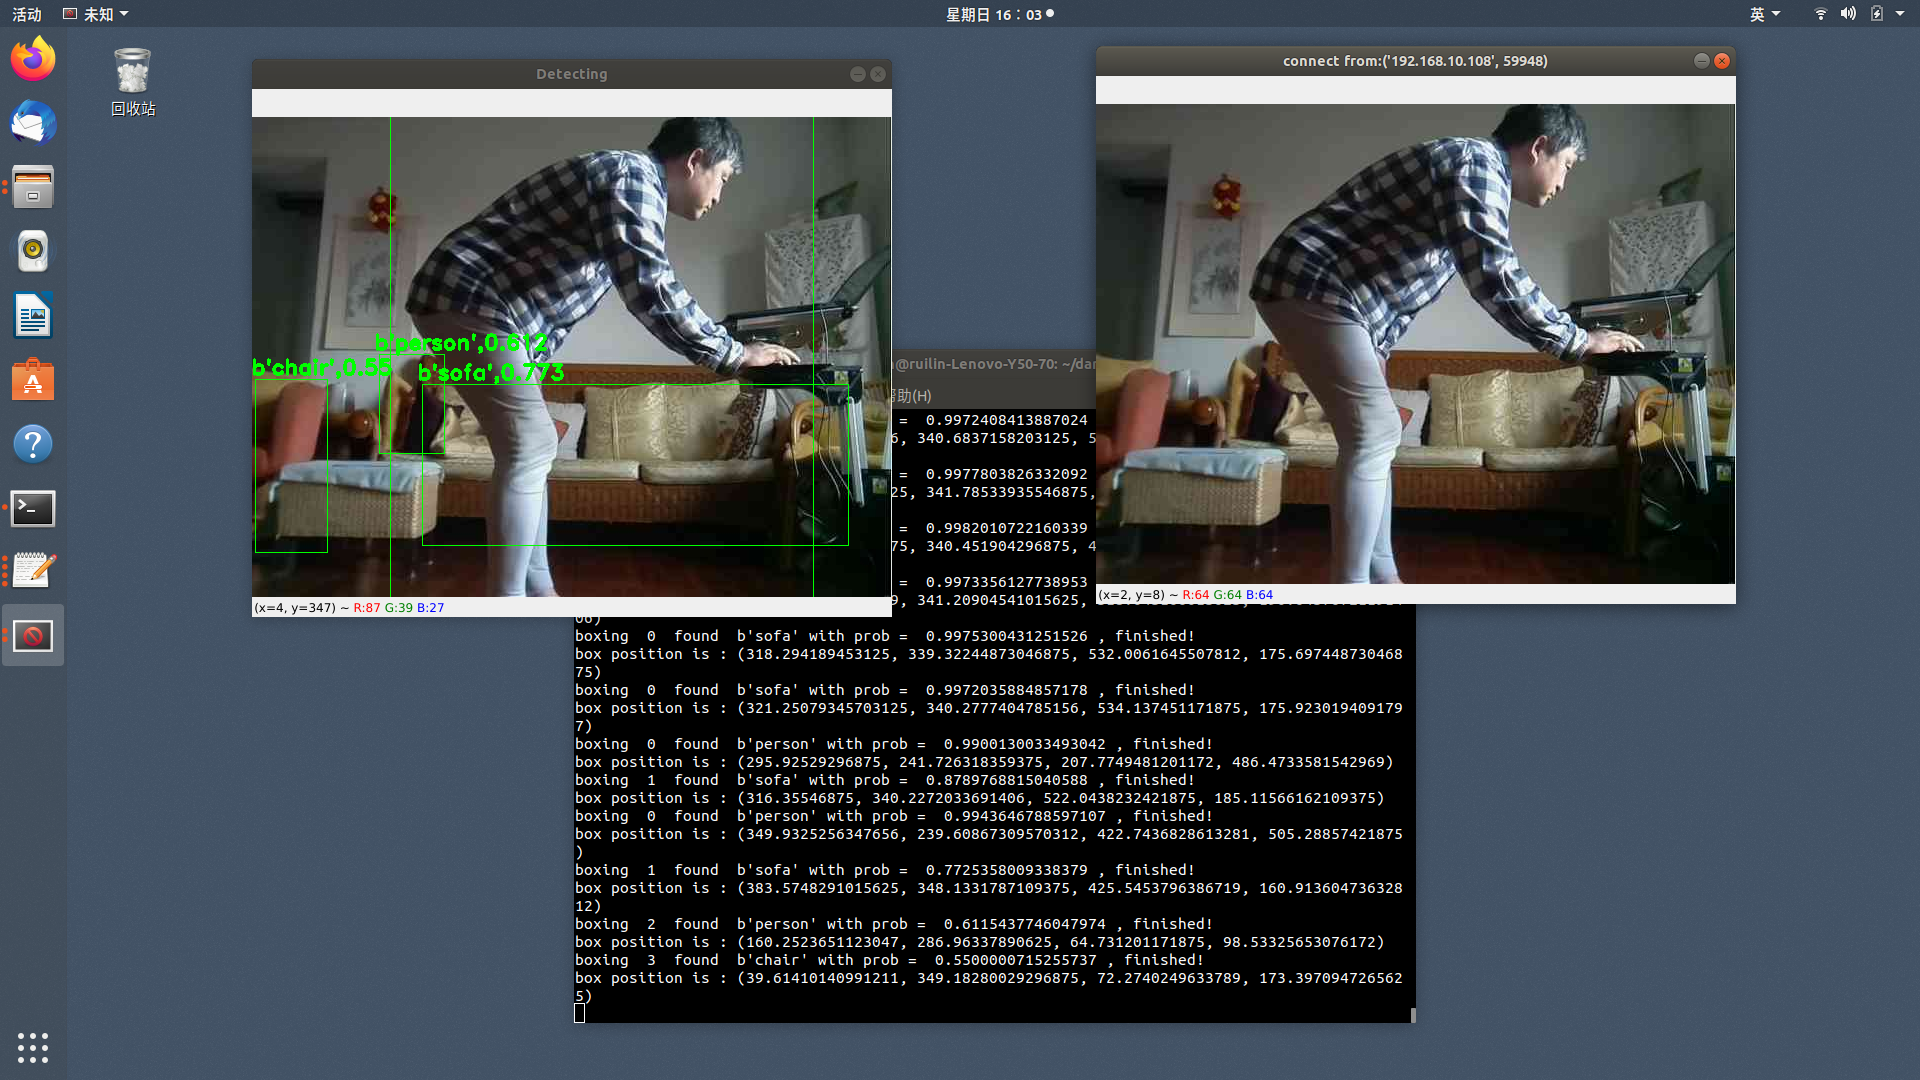 活动 未知 星期日 16：03 英
回收站
Detecting
b'person',0.612
b'chair',0.55
b'sofa',0.773
(x=4, y=347) ~ R:87 G:39 B:27
connect from:('192.168.10.108', 59948)
(x=2, y=8) ~ R:64 G:64 B:64
@ruilin-Lenovo-Y50-70: ~/da
助(H)
= 0.9972408413887024
6, 340.6837158203125, 5
= 0.9977803826332092
25, 341.78533935546875,
= 0.9982010722160339
75, 340.451904296875, 4
= 0.9973356127738953
9, 341.20904541015625,
06)
boxing 0 found b'sofa' with prob = 0.9975300431251526 , finished!
box position is : (318.294189453125, 339.32244873046875, 532.0061645507812, 175.697448730468
75)
boxing 0 found b'sofa' with prob = 0.9972035884857178 , finished!
box position is : (321.25079345703125, 340.2777404785156, 534.137451171875, 175.923019409179
7)
boxing 0 found b'person' with prob = 0.9900130033493042 , finished!
box position is : (295.92529296875, 241.726318359375, 207.7749481201172, 486.4733581542969)
boxing 1 found b'sofa' with prob = 0.8789768815040588 , finished!
box position is : (316.35546875, 340.2272033691406, 522.0438232421875, 185.11566162109375)
boxing 0 found b'person' with prob = 0.9943646788597107 , finished!
box position is : (349.9325256347656, 239.60867309570312, 422.7436828613281, 505.28857421875
)
boxing 1 found b'sofa' with prob = 0.7725358009338379 , finished!
box position is : (383.5748291015625, 348.1331787109375, 425.5453796386719, 160.913604736328
12)
boxing 2 found b'person' with prob = 0.6115437746047974 , finished!
box position is : (160.2523651123047, 286.96337890625, 64.731201171875, 98.53325653076172)
boxing 3 found b'chair' with prob = 0.5500000715255737 , finished!
box position is : (39.61410140991211, 349.18280029296875, 72.2740249633789, 173.397094726562
5)